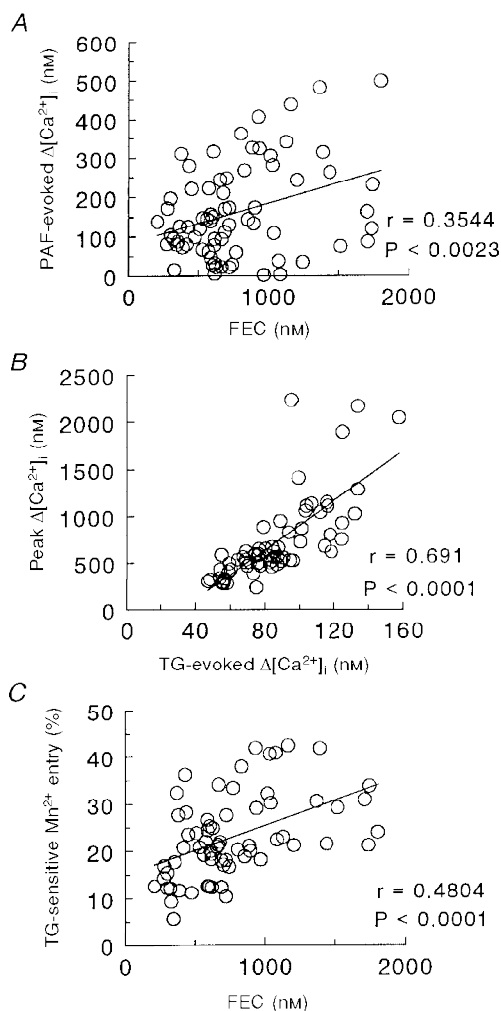 A
PAF-evoked Δ[Ca²⁺]ᵢ (nM)
600
500
400
300
200
100
0
0 1000 2000
FEC (nM)
r = 0.3544
P < 0.0023
B
Peak Δ[Ca²⁺]ᵢ (nM)
2500
2000
1500
1000
500
0
0 40 80 120 160
TG-evoked Δ[Ca²⁺]ᵢ (nM)
r = 0.691
P < 0.0001
C
TG-sensitive Mn²⁺ entry (%)
50
40
30
20
10
0
0 1000 2000
FEC (nM)
r = 0.4804
P < 0.0001